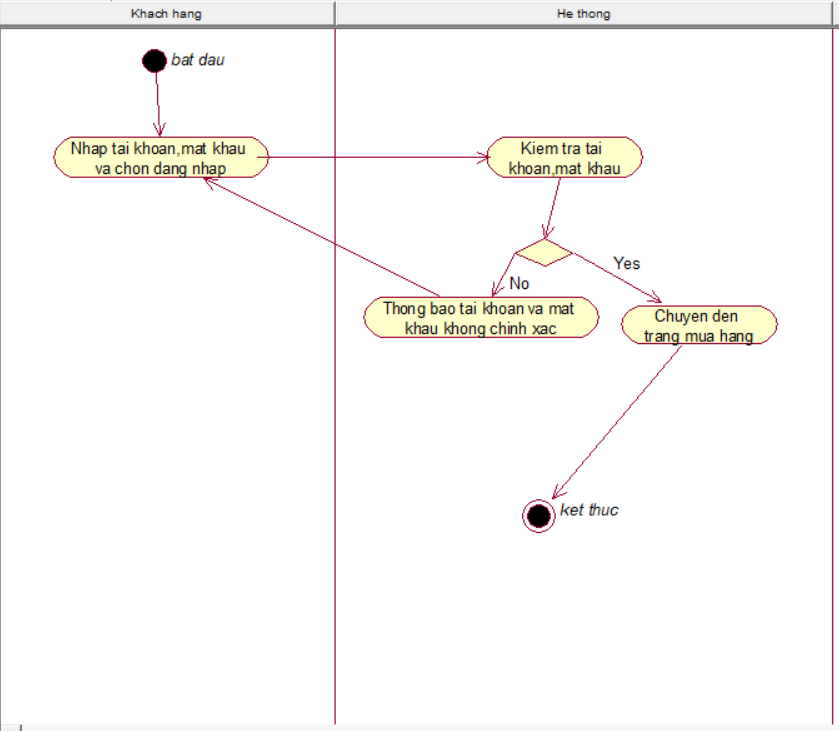 Khach hang
He thong
bat dau
Nhap tai khoan,mat khau
va chon dang nhap
Kiem tra tai
khoan,mat khau
Yes
No
Thong bao tai khoan va mat
khau khong chinh xac
Chuyen den
trang mua hang
ket thuc